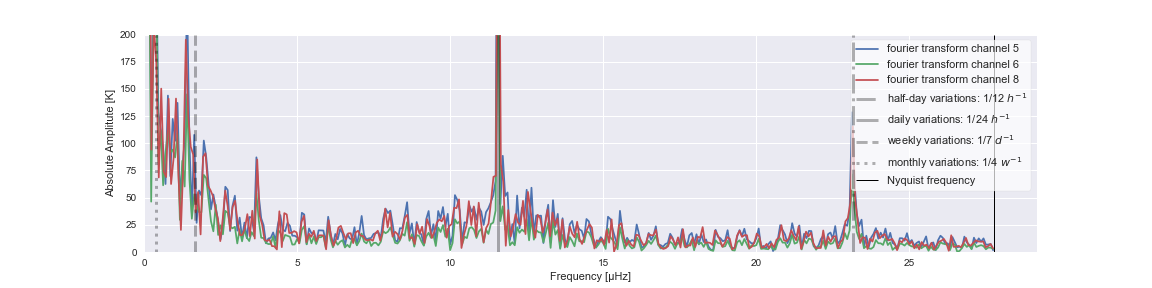 200
175
150
125
100
75
50
25
0
Absolute Amplitude [K]
0
5
10
15
20
25
Frequency [μHz]
fourier transform channel 5
fourier transform channel 6
fourier transform channel 8
half-day variations: 1/12 h⁻¹
daily variations: 1/24 h⁻¹
weekly variations: 1/7 d⁻¹
monthly variations: 1/4 w⁻¹
Nyquist frequency